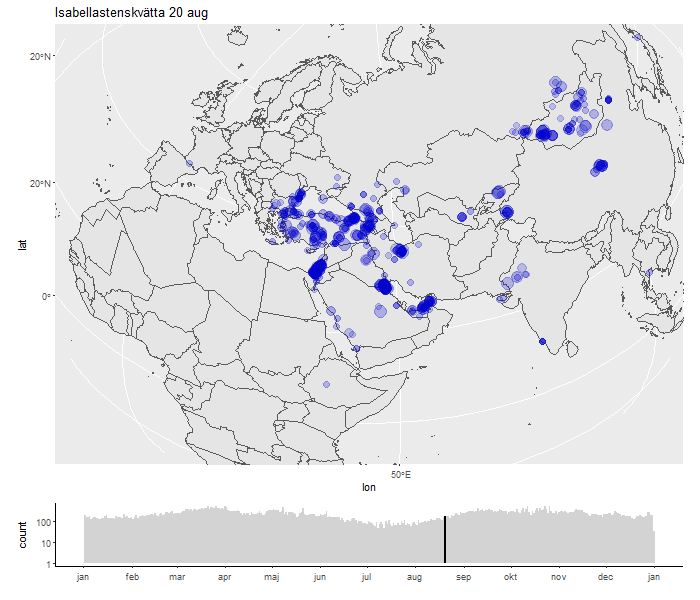 Isabellastenskvätta 20 aug
20°N
20°N
0°
lat
50°E
lon
count
100
10
1
jan feb mar apr maj jun jul aug sep okt nov dec jan